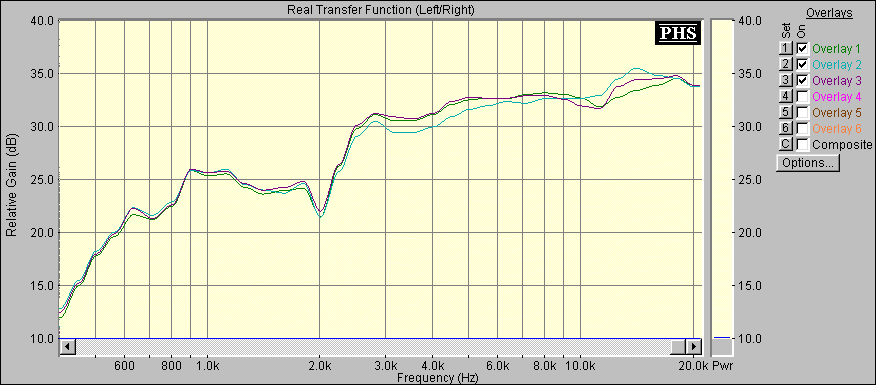 Real Transfer Function (Left/Right)
Overlays
PHS
Set
On
1 Overlay 1
2 Overlay 2
3 Overlay 3
4 Overlay 4
5 Overlay 5
6 Overlay 6
C Composite
Options...
Relative Gain (dB)
40.0
35.0
30.0
25.0
20.0
15.0
10.0
40.0
35.0
30.0
25.0
20.0
15.0
10.0
600 800 1.0k 2.0k 3.0k 4.0k 6.0k 8.0k 10.0k 20.0k Pwr
Frequency (Hz)